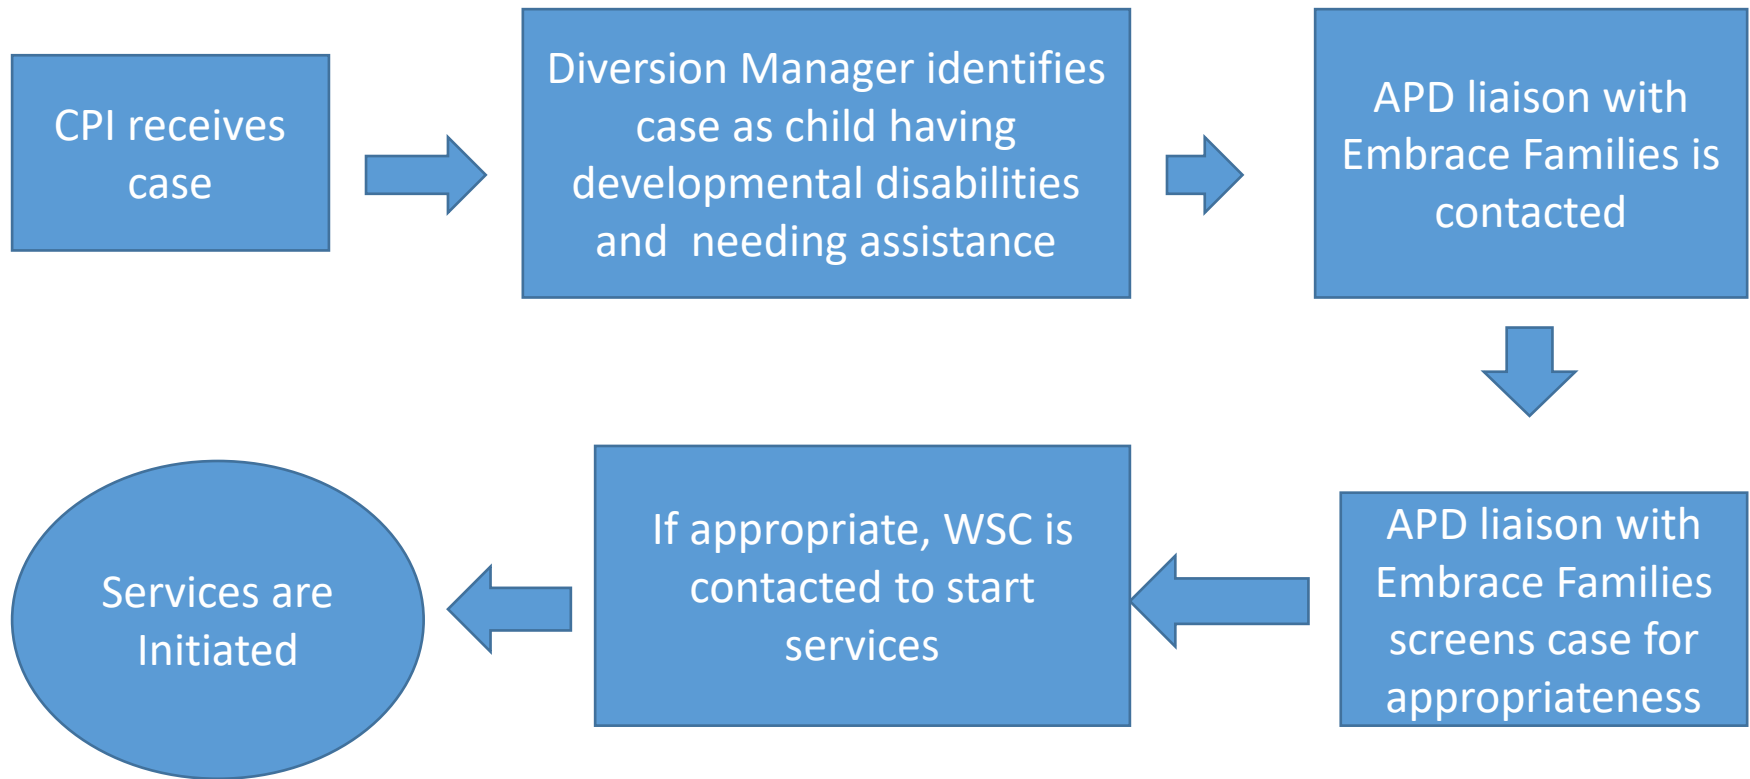 CPI receives
case
Diversion Manager identifies
case as child having
developmental disabilities
and  needing assistance
APD liaison with
Embrace Families is
contacted
APD liaison with
Embrace Families
screens case for
appropriateness
If appropriate, WSC is
contacted to start
services
Services are
Initiated